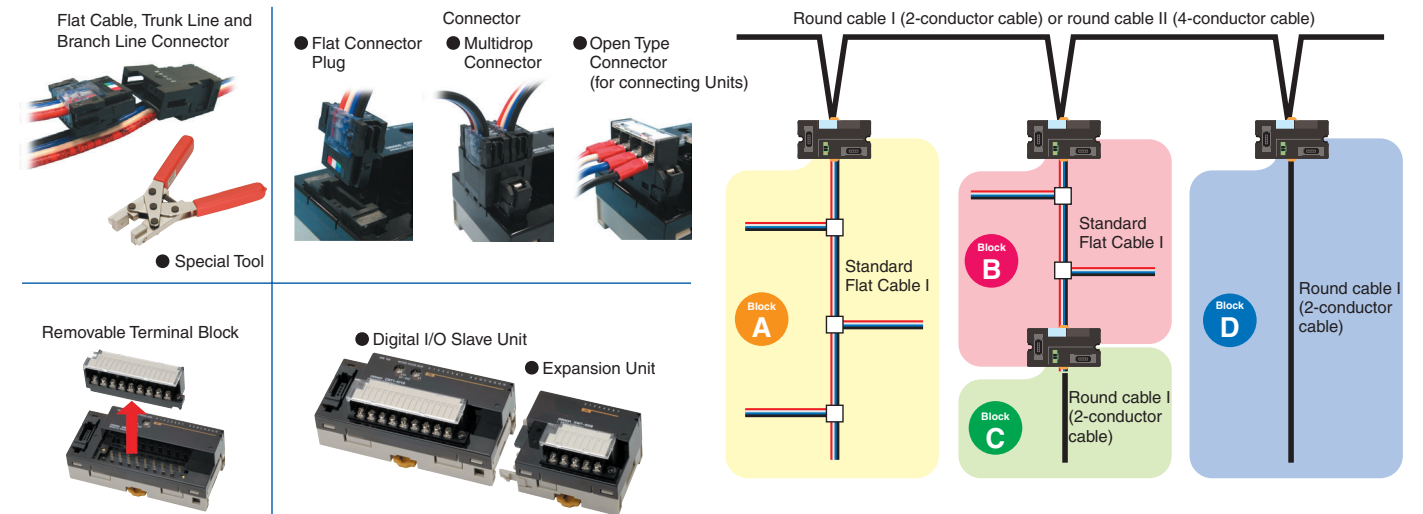 Flat Cable, Trunk Line and
Branch Line Connector
Special Tool
Connector
Flat Connector
Plug
Multidrop
Connector
Open Type
Connector
(for connecting Units)
Removable Terminal Block
Digital I/O Slave Unit
Expansion Unit
Round cable I (2-conductor cable) or round cable II (4-conductor cable)
Block
A
Standard
Flat Cable I
Block
B
Standard
Flat Cable I
Block
C
Round cable I
(2-conductor
cable)
Block
D
Round cable I
(2-conductor
cable)